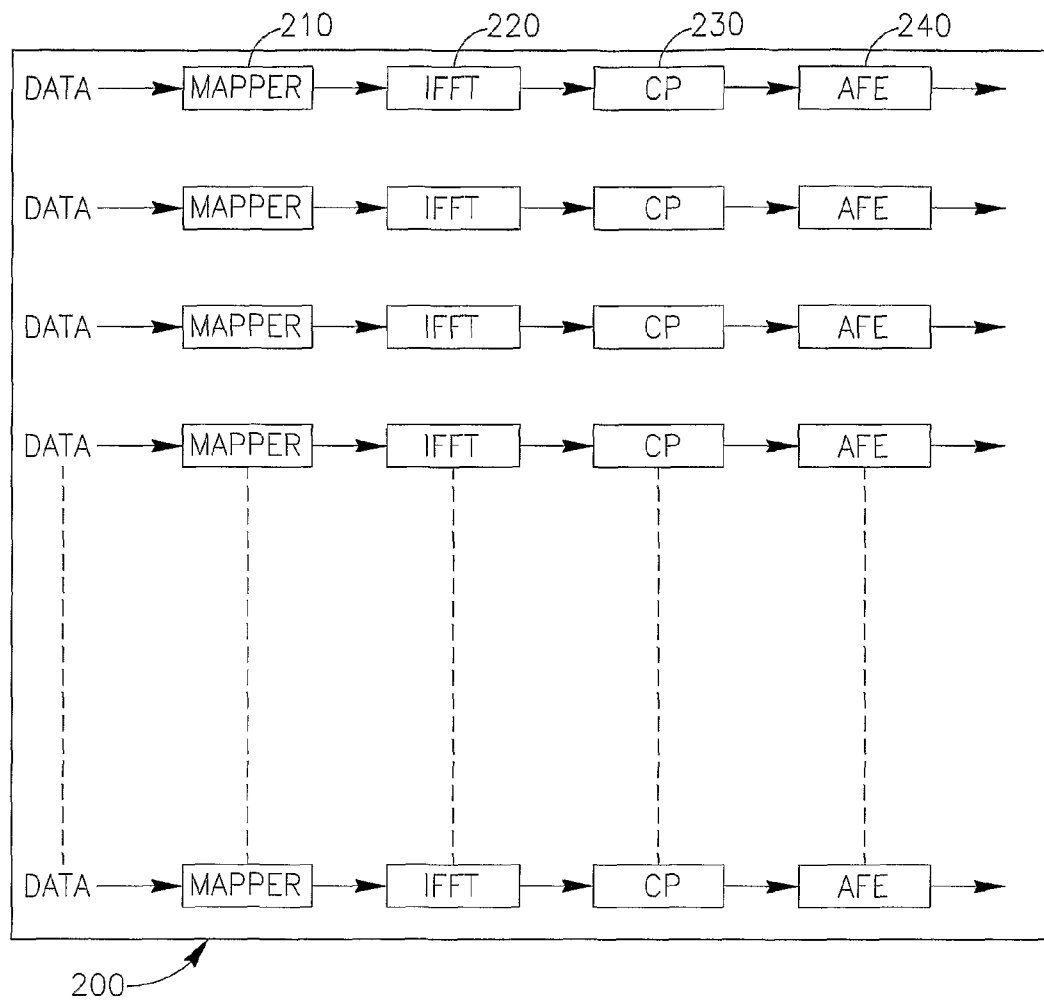 210 220 230 240
DATA MAPPER IFFT CP AFE
DATA MAPPER IFFT CP AFE
DATA MAPPER IFFT CP AFE
DATA MAPPER IFFT CP AFE
DATA MAPPER IFFT CP AFE
200